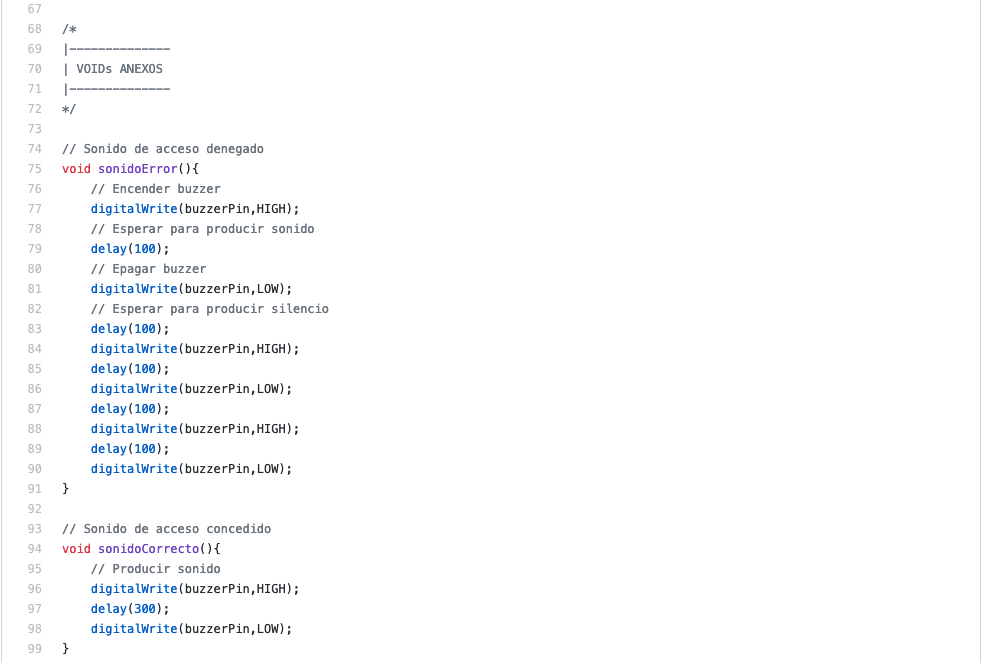 67
68 /*
69 |--------------
70 | VOIDs ANEXOS
71 |--------------
72 */
73
74 // Sonido de acceso denegado
75 void sonidoError(){
76     // Encender buzzer
77     digitalWrite(buzzerPin,HIGH);
78     // Esperar para producir sonido
79     delay(100);
80     // Epagar buzzer
81     digitalWrite(buzzerPin,LOW);
82     // Esperar para producir silencio
83     delay(100);
84     digitalWrite(buzzerPin,HIGH);
85     delay(100);
86     digitalWrite(buzzerPin,LOW);
87     delay(100);
88     digitalWrite(buzzerPin,HIGH);
89     delay(100);
90     digitalWrite(buzzerPin,LOW);
91 }
92
93 // Sonido de acceso concedido
94 void sonidoCorrecto(){
95     // Producir sonido
96     digitalWrite(buzzerPin,HIGH);
97     delay(300);
98     digitalWrite(buzzerPin,LOW);
99 }